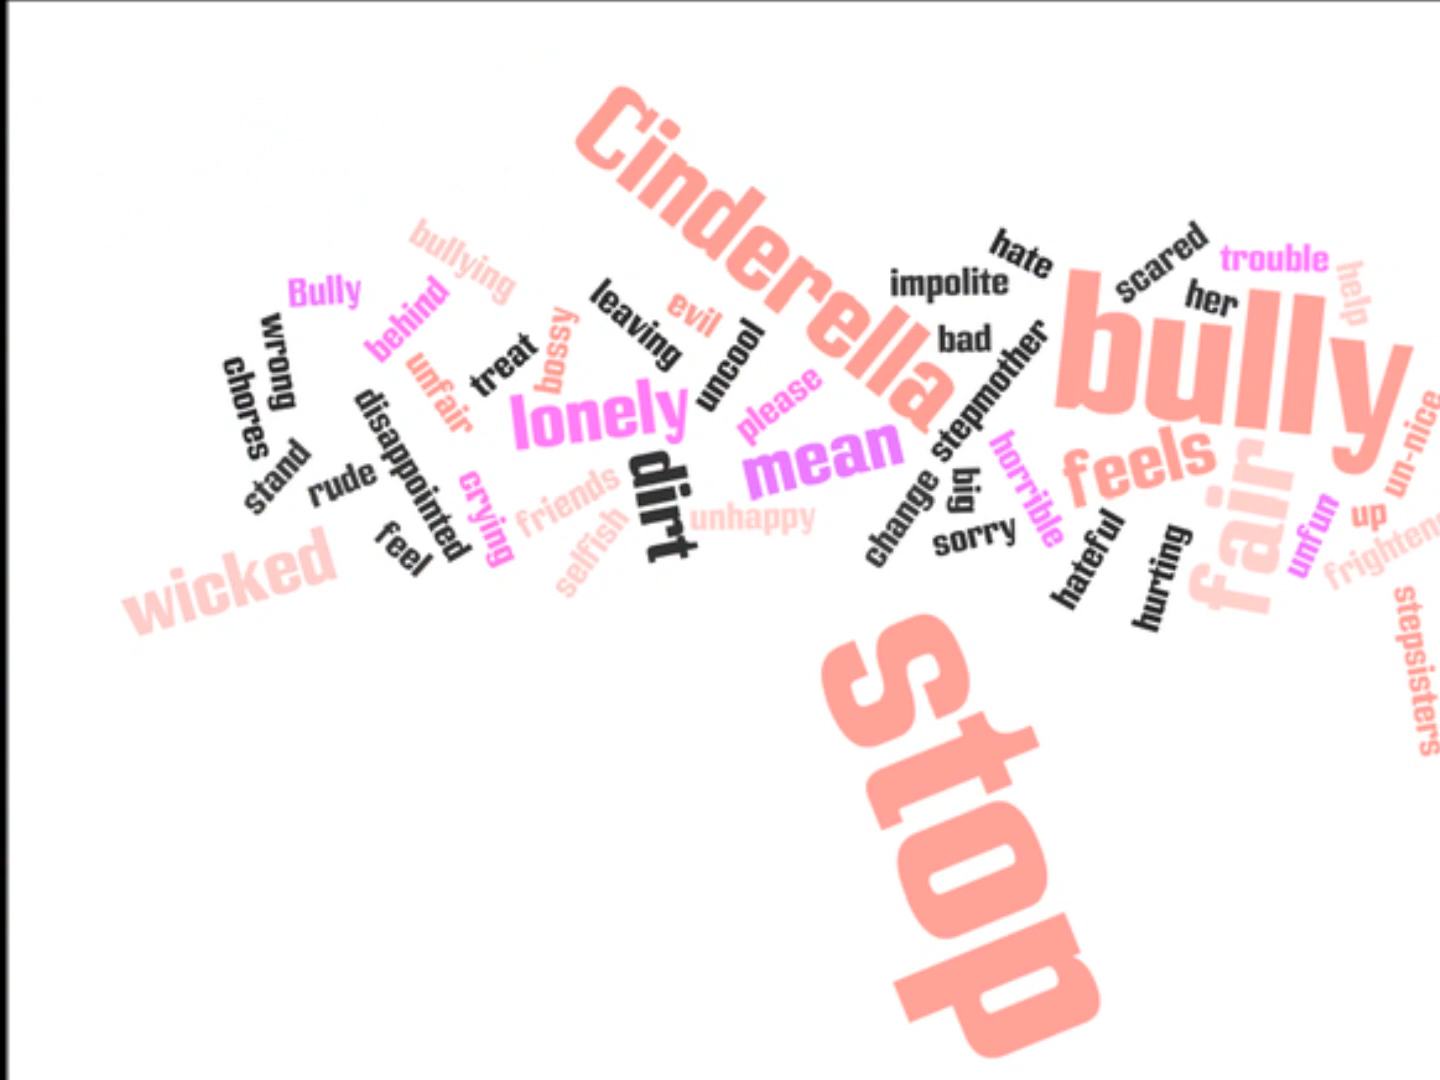 Cinderella
bullying
hate
scared
trouble
help
impolite
her
Bully
behind
leaving
evil
bully
wrong
chores
treat
bossy
uncool
bad
stepmother
unfair
lonely
please
disappointed
mean
feels
un-nice
stand
rude
crying
friends
dirt
unhappy
change
big
horrible
fair
up
selfish
sorry
feel
hateful
hurting
unfun
wicked
stepsisters
stop